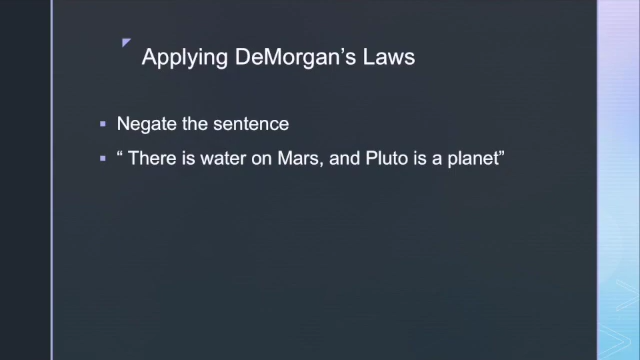 Applying DeMorgan's Laws
Negate the sentence
“ There is water on Mars, and Pluto is a planet”